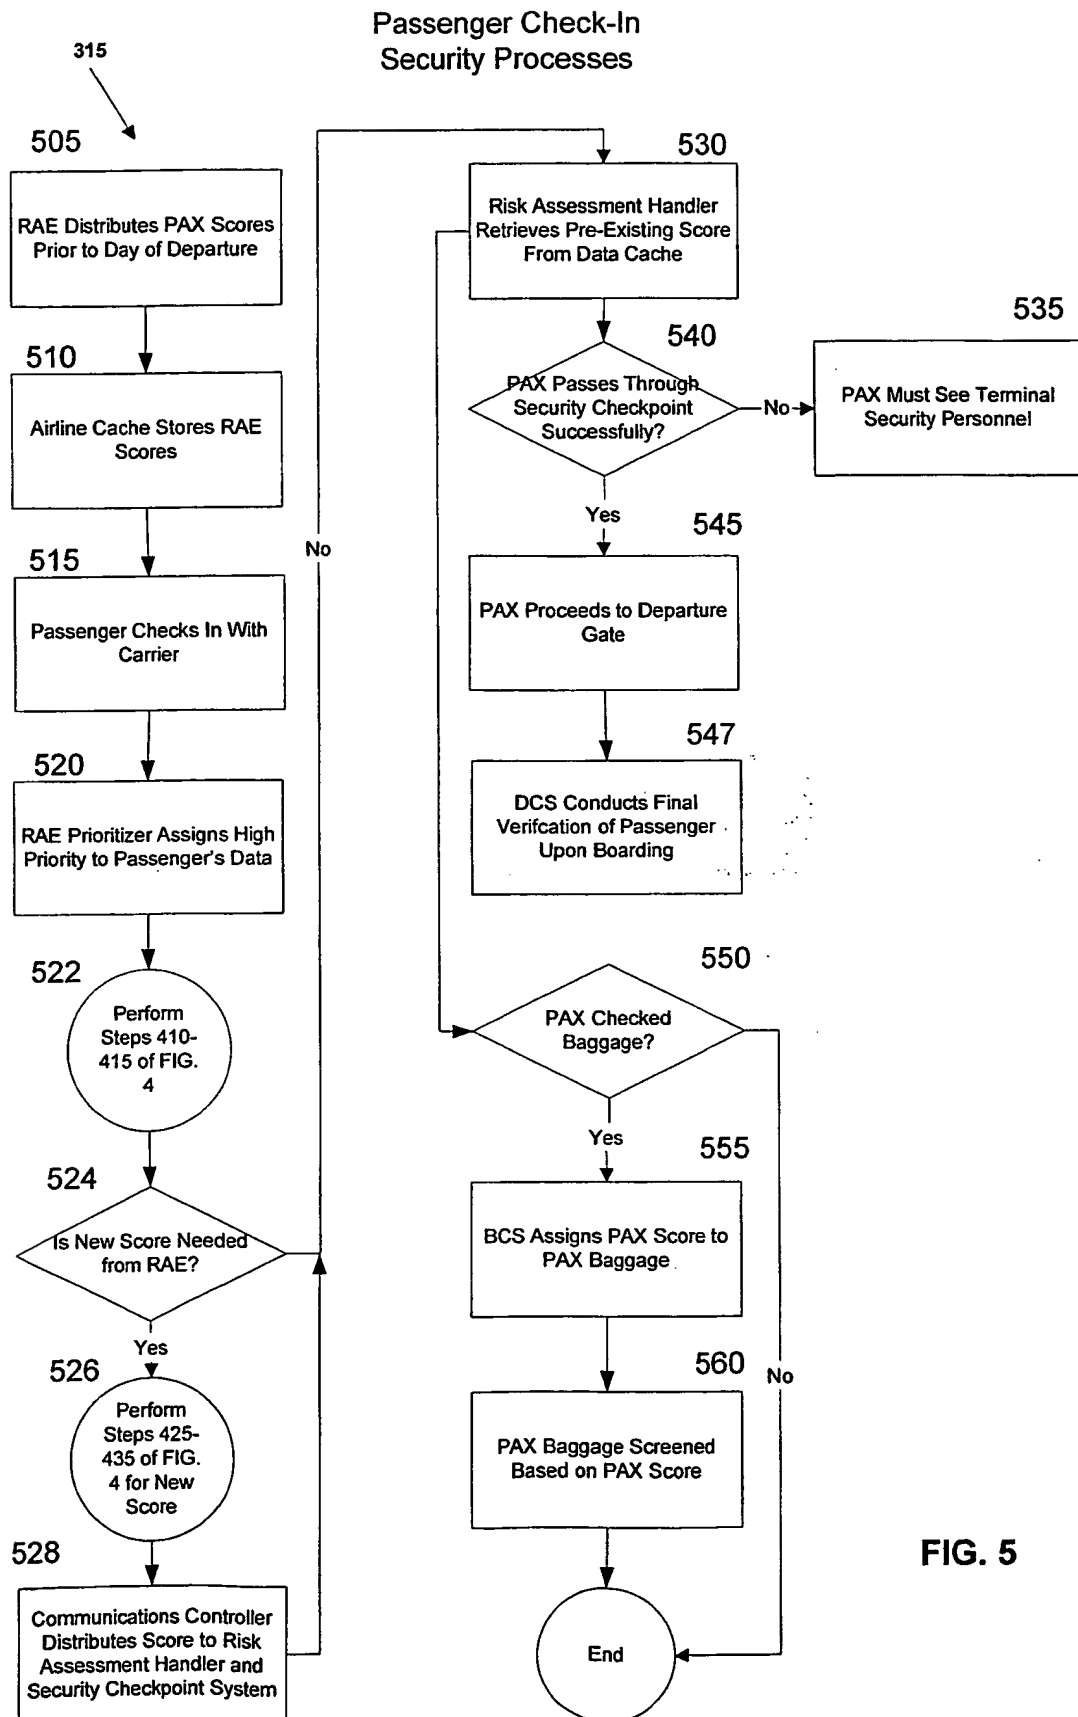 Passenger Check-In
Security Processes
315
505
RAE Distributes PAX Scores
Prior to Day of Departure
510
Airline Cache Stores RAE
Scores
515
Passenger Checks In With
Carrier
520
RAE Prioritizer Assigns High
Priority to Passenger's Data
522
Perform
Steps 410-
415 of FIG.
4
524
Is New Score Needed
from RAE?
No
Yes
526
Perform
Steps 425-
435 of FIG.
4 for New
Score
528
Communications Controller
Distributes Score to Risk
Assessment Handler and
Security Checkpoint System
530
Risk Assessment Handler
Retrieves Pre-Existing Score
From Data Cache
540
PAX Passes Through
Security Checkpoint
Successfully?
No
535
PAX Must See Terminal
Security Personnel
Yes
545
PAX Proceeds to Departure
Gate
547
DCS Conducts Final
Verifcation of Passenger
Upon Boarding
550
PAX Checked
Baggage?
Yes
No
555
BCS Assigns PAX Score to
PAX Baggage
560
PAX Baggage Screened
Based on PAX Score
End
FIG. 5